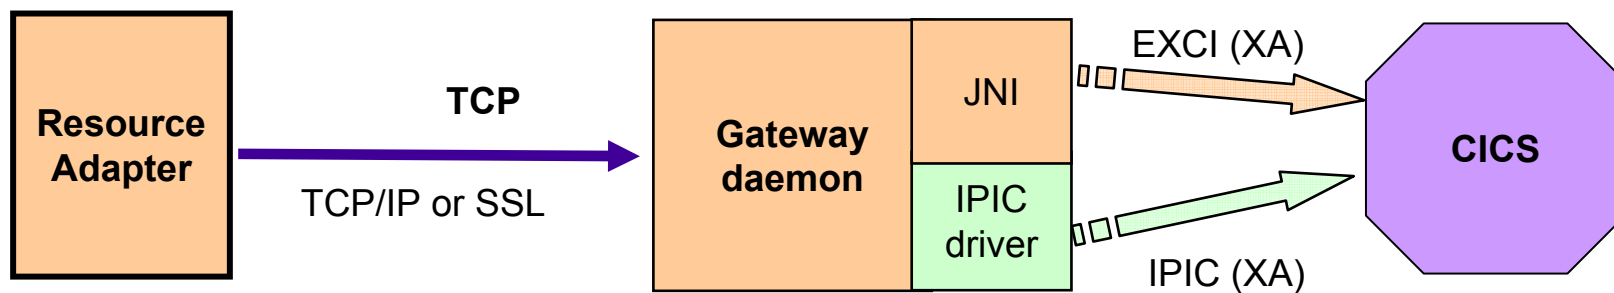 Resource
Adapter
TCP
TCP/IP or SSL
Gateway
daemon
JNI
IPIC
driver
EXCI (XA)
IPIC (XA)
CICS